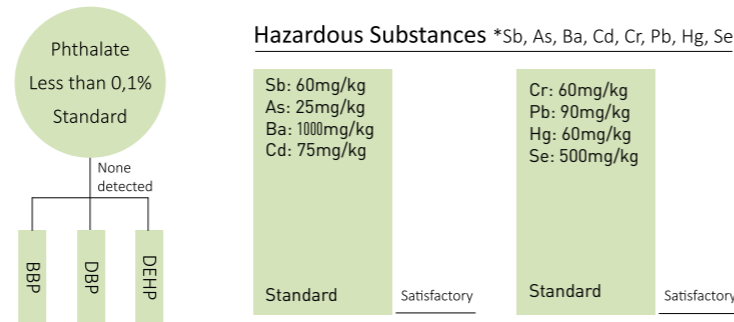 Phthalate
Less than 0,1%
Standard
None
detected
BBP
DBP
DEHP
Hazardous Substances *Sb, As, Ba, Cd, Cr, Pb, Hg, Se
Sb: 60mg/kg
As: 25mg/kg
Ba: 1000mg/kg
Cd: 75mg/kg
Standard
Satisfactory
Cr: 60mg/kg
Pb: 90mg/kg
Hg: 60mg/kg
Se: 500mg/kg
Standard
Satisfactory